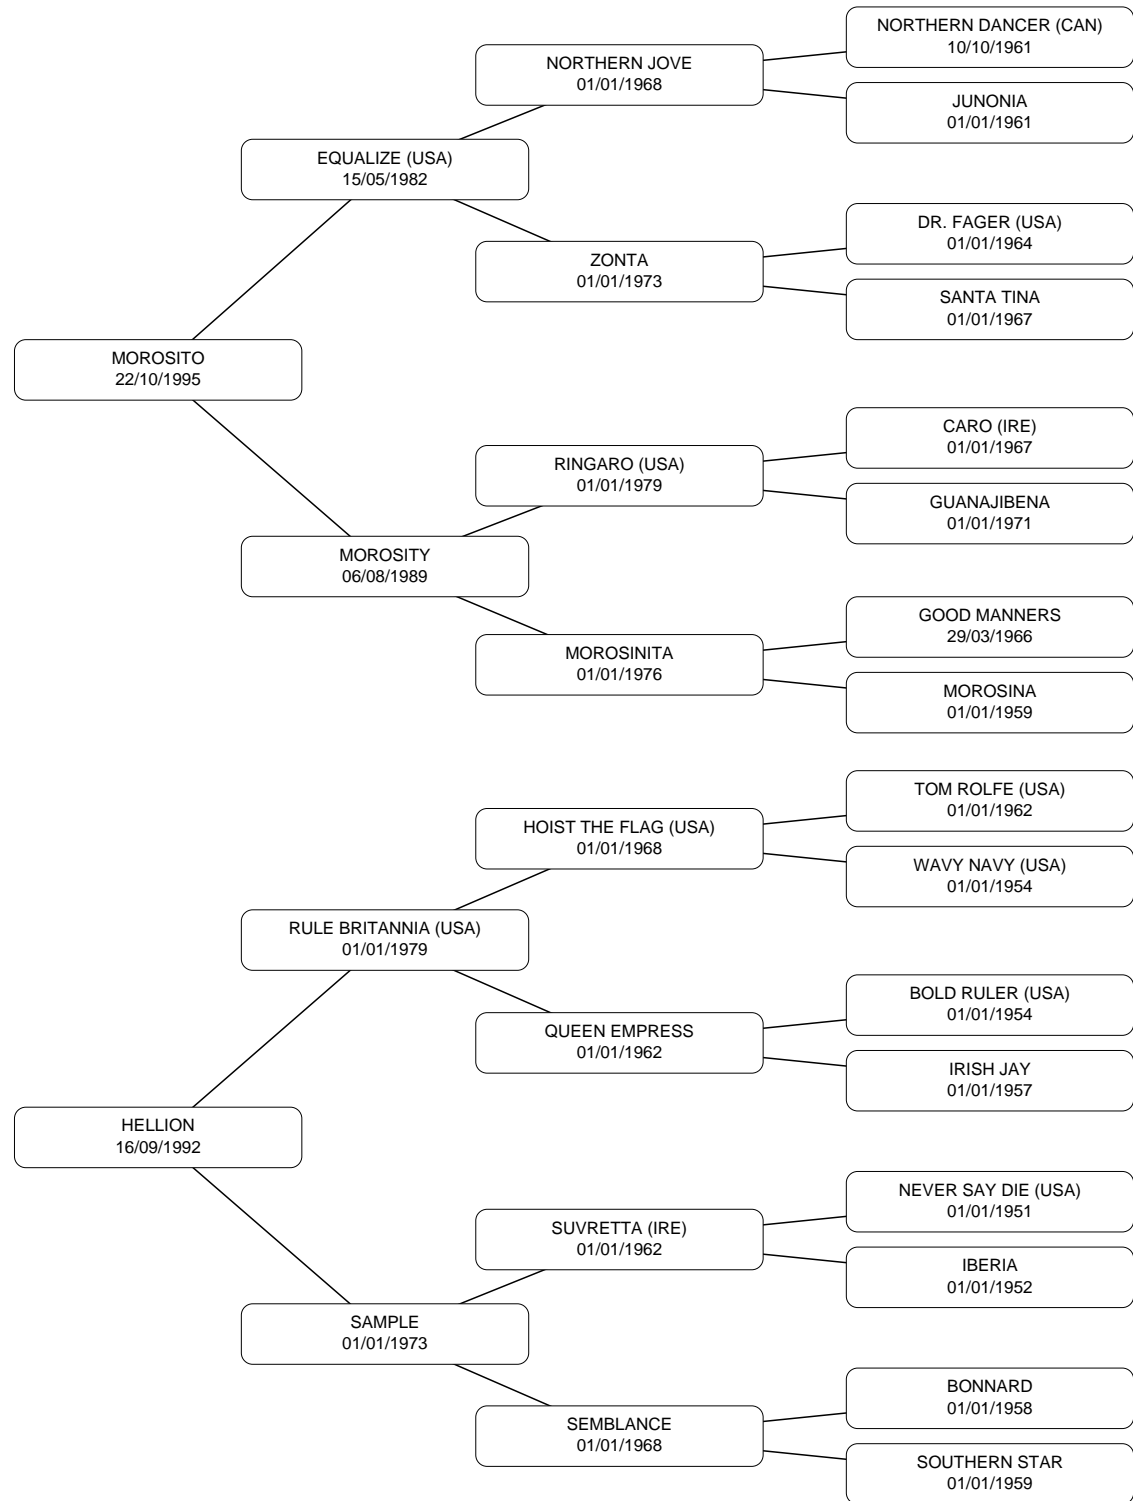 NORTHERN DANCER (CAN)
10/10/1961
NORTHERN JOVE
01/01/1968
JUNONIA
01/01/1961
EQUALIZE (USA)
15/05/1982
DR. FAGER (USA)
01/01/1964
ZONTA
01/01/1973
SANTA TINA
01/01/1967
MOROSITO
22/10/1995
CARO (IRE)
01/01/1967
RINGARO (USA)
01/01/1979
GUANAJIBENA
01/01/1971
MOROSITY
06/08/1989
GOOD MANNERS
29/03/1966
MOROSINITA
01/01/1976
MOROSINA
01/01/1959
TOM ROLFE (USA)
01/01/1962
HOIST THE FLAG (USA)
01/01/1968
WAVY NAVY (USA)
01/01/1954
RULE BRITANNIA (USA)
01/01/1979
BOLD RULER (USA)
01/01/1954
QUEEN EMPRESS
01/01/1962
IRISH JAY
01/01/1957
HELLION
16/09/1992
NEVER SAY DIE (USA)
01/01/1951
SUVRETTA (IRE)
01/01/1962
IBERIA
01/01/1952
SAMPLE
01/01/1973
BONNARD
01/01/1958
SEMBLANCE
01/01/1968
SOUTHERN STAR
01/01/1959